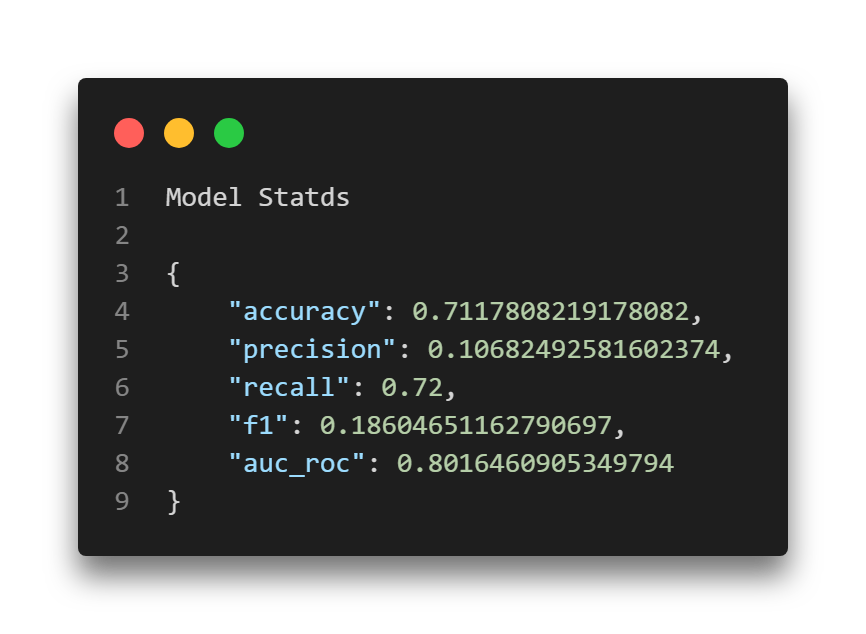 1 Model Statds
2
3 {
4 "accuracy": 0.7117808219178082,
5 "precision": 0.10682492581602374,
6 "recall": 0.72,
7 "f1": 0.18604651162790697,
8 "auc_roc": 0.8016460905349794
9 }